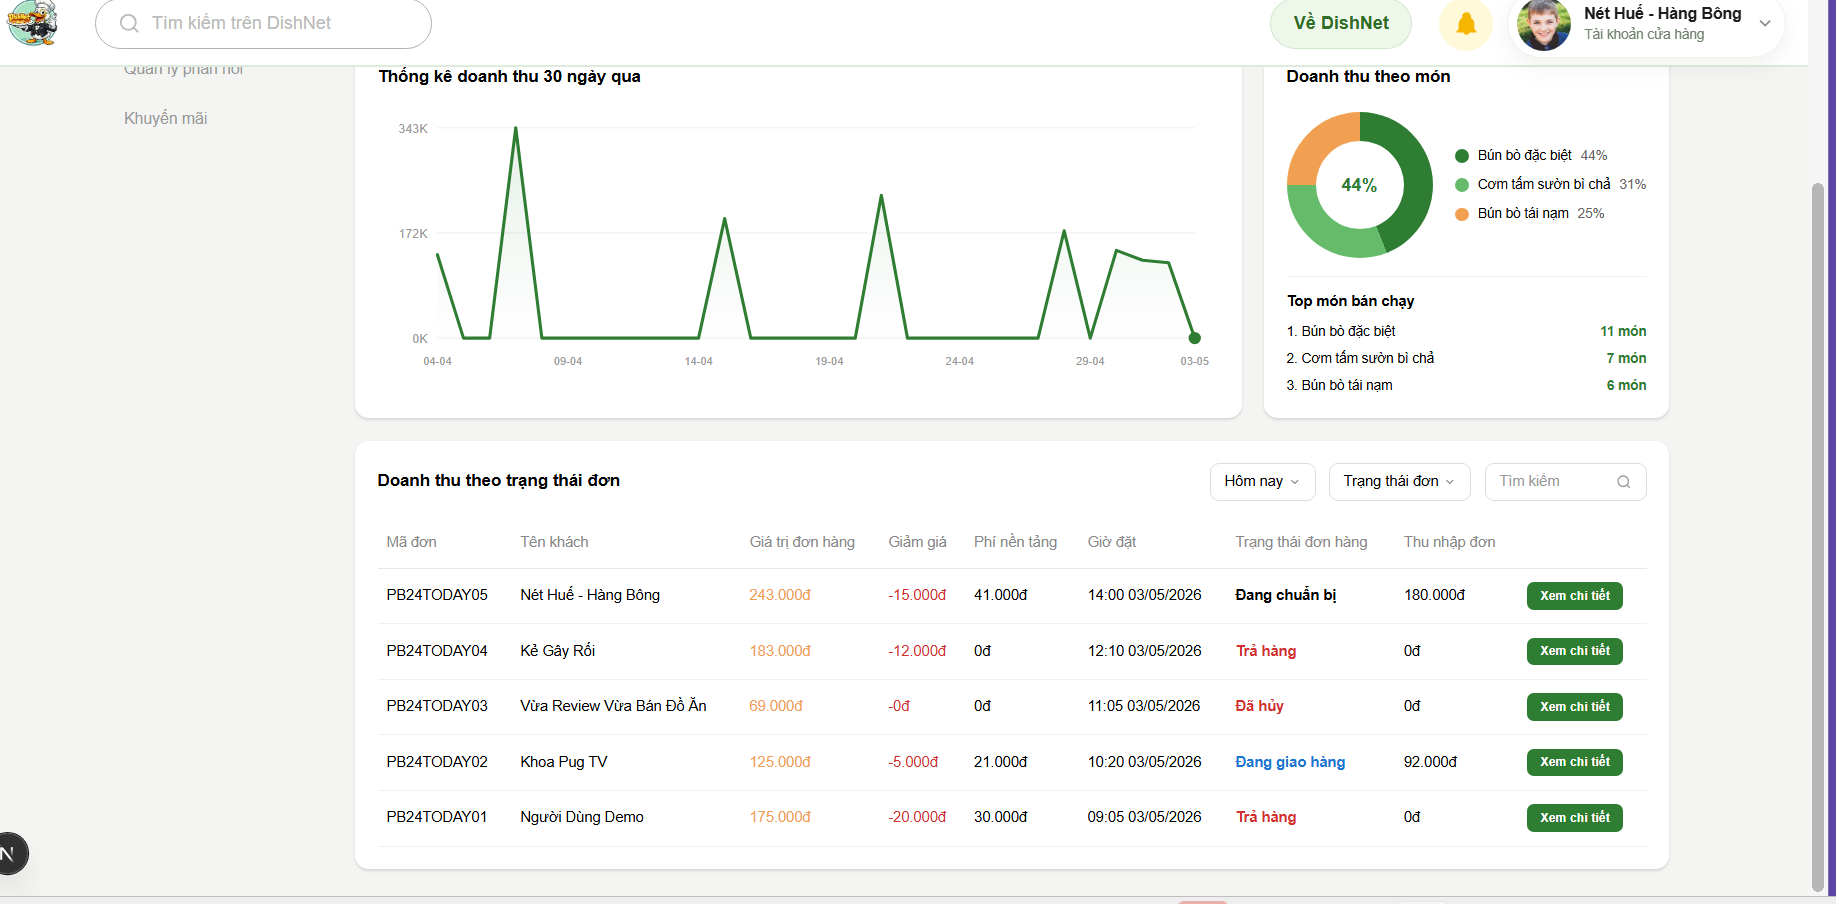 Tìm kiếm trên DishNet
Về DishNet
Nét Huế - Hàng Bông
Tài khoản cửa hàng
Quản lý phản hồi
Khuyến mãi
Thống kê doanh thu 30 ngày qua
343K
172K
0K
04-04 09-04 14-04 19-04 24-04 29-04 03-05
Doanh thu theo món
44%
Bún bò đặc biệt 44%
Cơm tấm sườn bì chả 31%
Bún bò tái nạm 25%
Top món bán chạy
1. Bún bò đặc biệt 11 món
2. Cơm tấm sườn bì chả 7 món
3. Bún bò tái nạm 6 món
Doanh thu theo trạng thái đơn
Hôm nay Trạng thái đơn Tìm kiếm
Mã đơn Tên khách Giá trị đơn hàng Giảm giá Phí nền tảng Giờ đặt Trạng thái đơn hàng Thu nhập đơn
PB24TODAY05 Nét Huế - Hàng Bông 243.000đ -15.000đ 41.000đ 14:00 03/05/2026 Đang chuẩn bị 180.000đ Xem chi tiết
PB24TODAY04 Kẻ Gây Rối 183.000đ -12.000đ 0đ 12:10 03/05/2026 Trả hàng 0đ Xem chi tiết
PB24TODAY03 Vừa Review Vừa Bán Đồ Ăn 69.000đ -0đ 0đ 11:05 03/05/2026 Đã hủy 0đ Xem chi tiết
PB24TODAY02 Khoa Pug TV 125.000đ -5.000đ 21.000đ 10:20 03/05/2026 Đang giao hàng 92.000đ Xem chi tiết
PB24TODAY01 Người Dùng Demo 175.000đ -20.000đ 30.000đ 09:05 03/05/2026 Trả hàng 0đ Xem chi tiết
N